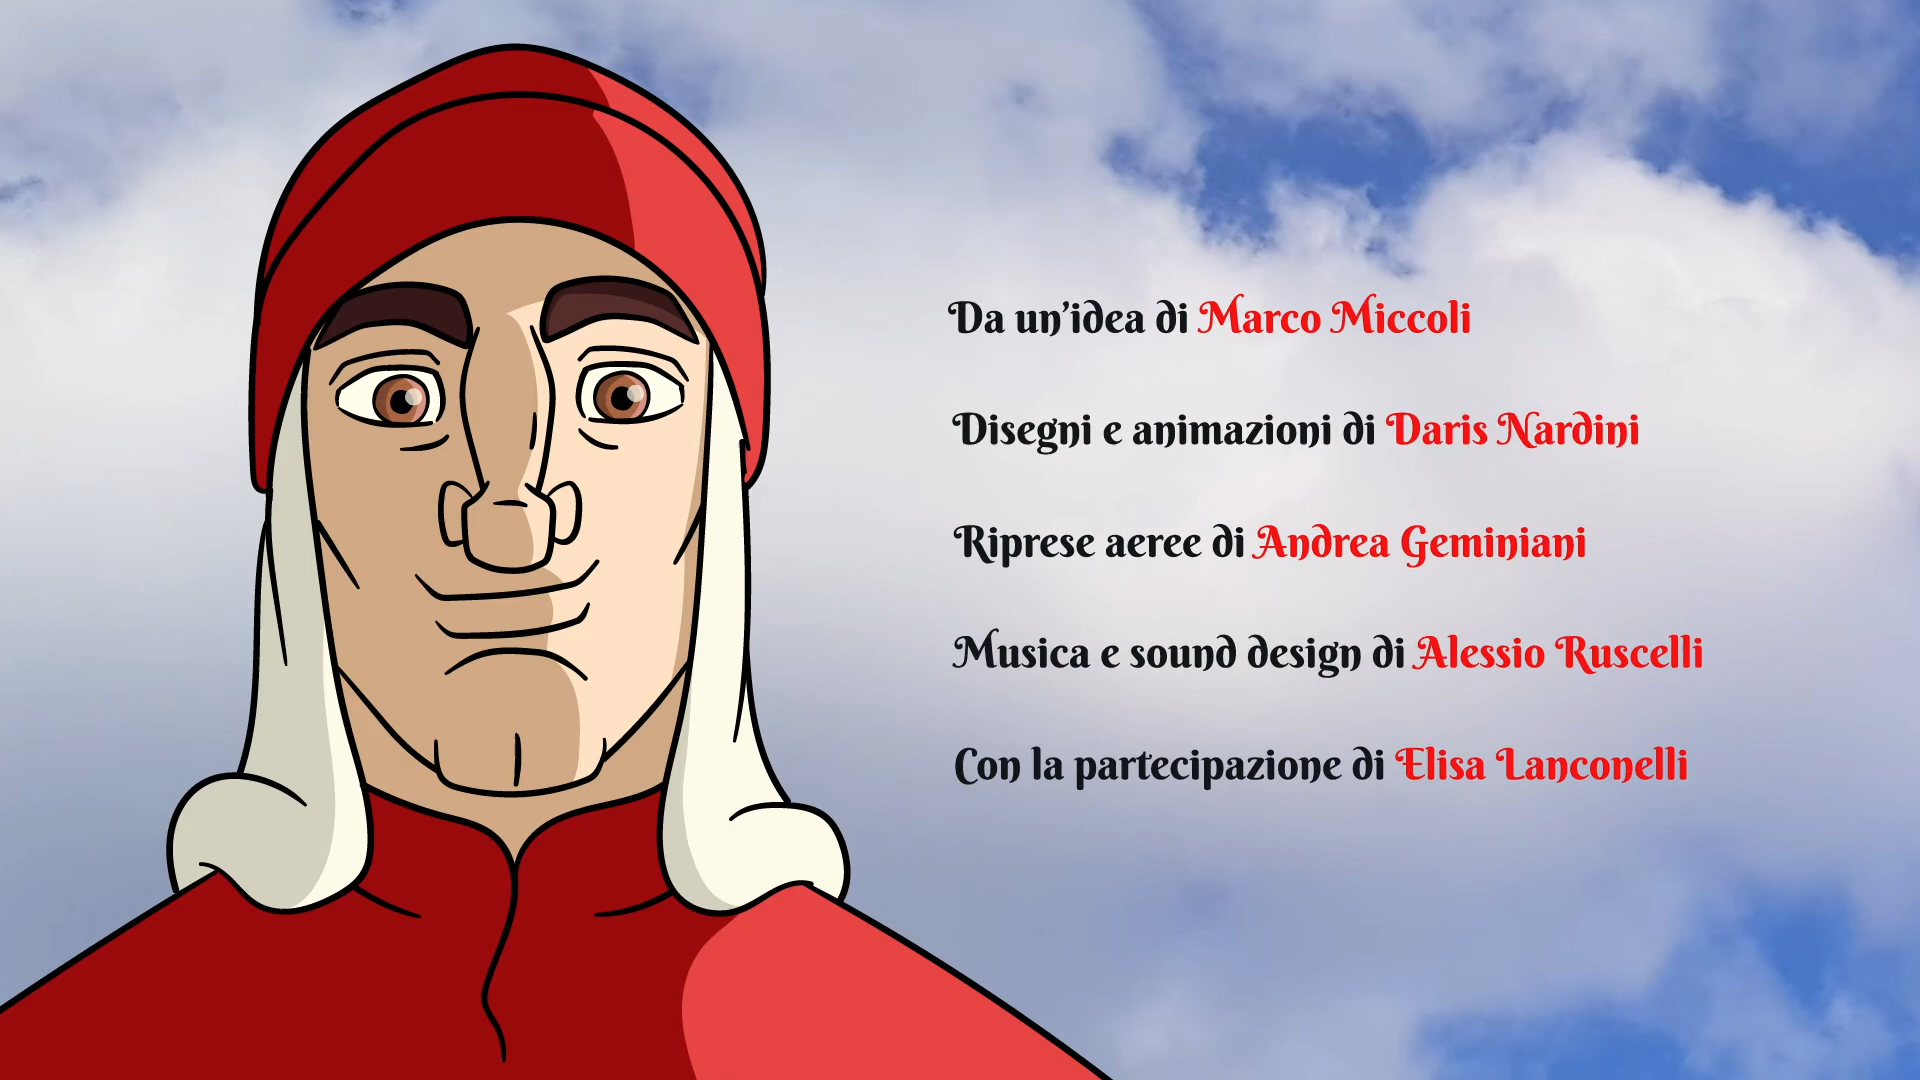 Da un'idea di Marco Miccoli
Disegni e animazioni di Daris Nardini
Riprese aeree di Andrea Geminiani
Musica e sound design di Alessio Ruscelli
Con la partecipazione di Elisa Lanconelli